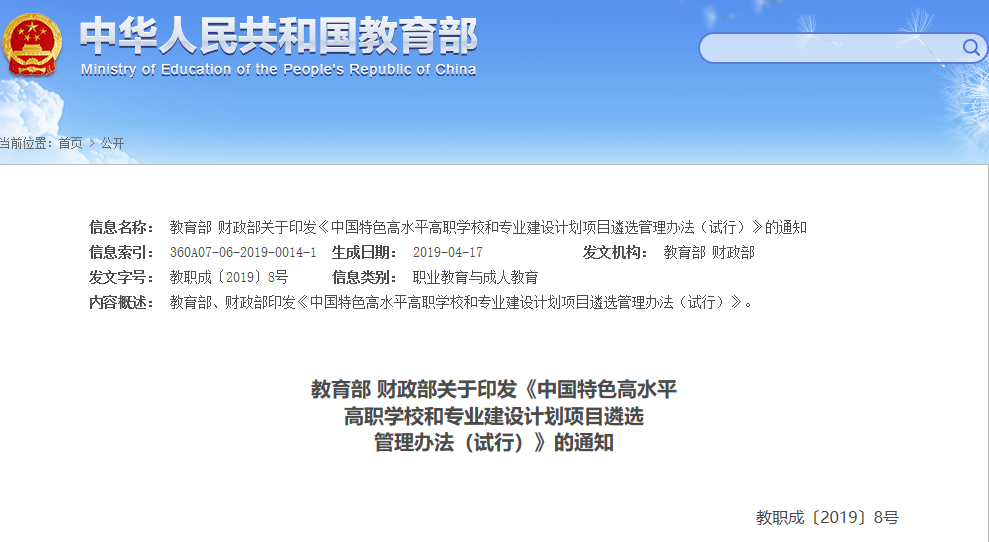 中华人民共和国教育部
Ministry of Education of the People's Republic of China
当前位置：首页 > 公开
信息名称： 教育部 财政部关于印发《中国特色高水平高职学校和专业建设计划项目遴选管理办法（试行）》的通知
信息索引： 360A07-06-2019-0014-1 生成日期： 2019-04-17 发文机构： 教育部 财政部
发文字号： 教职成〔2019〕8号 信息类别： 职业教育与成人教育
内容概述： 教育部、财政部印发《中国特色高水平高职学校和专业建设计划项目遴选管理办法（试行）》。
教育部 财政部关于印发《中国特色高水平
高职学校和专业建设计划项目遴选
管理办法（试行）》的通知
教职成〔2019〕8号